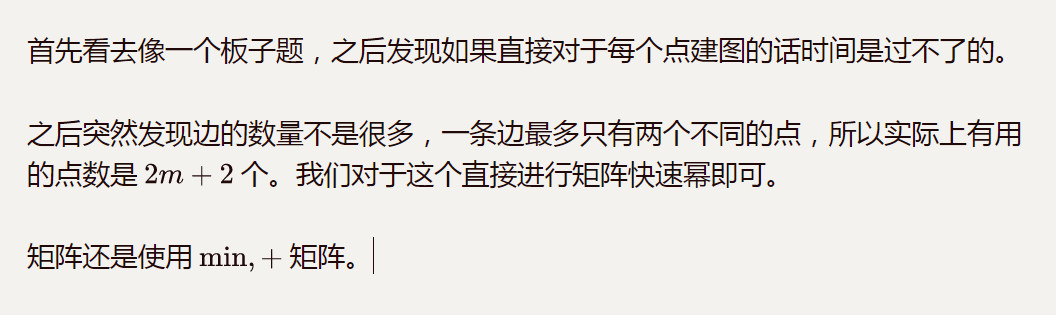 首先看去像一个板子题，之后发现如果直接对于每个点建图的话时间是过不了的。
之后突然发现边的数量不是很多，一条边最多只有两个不同的点，所以实际上有用
的点数是 2m + 2 个。我们对于这个直接进行矩阵快速幂即可。
矩阵还是使用 min, + 矩阵。